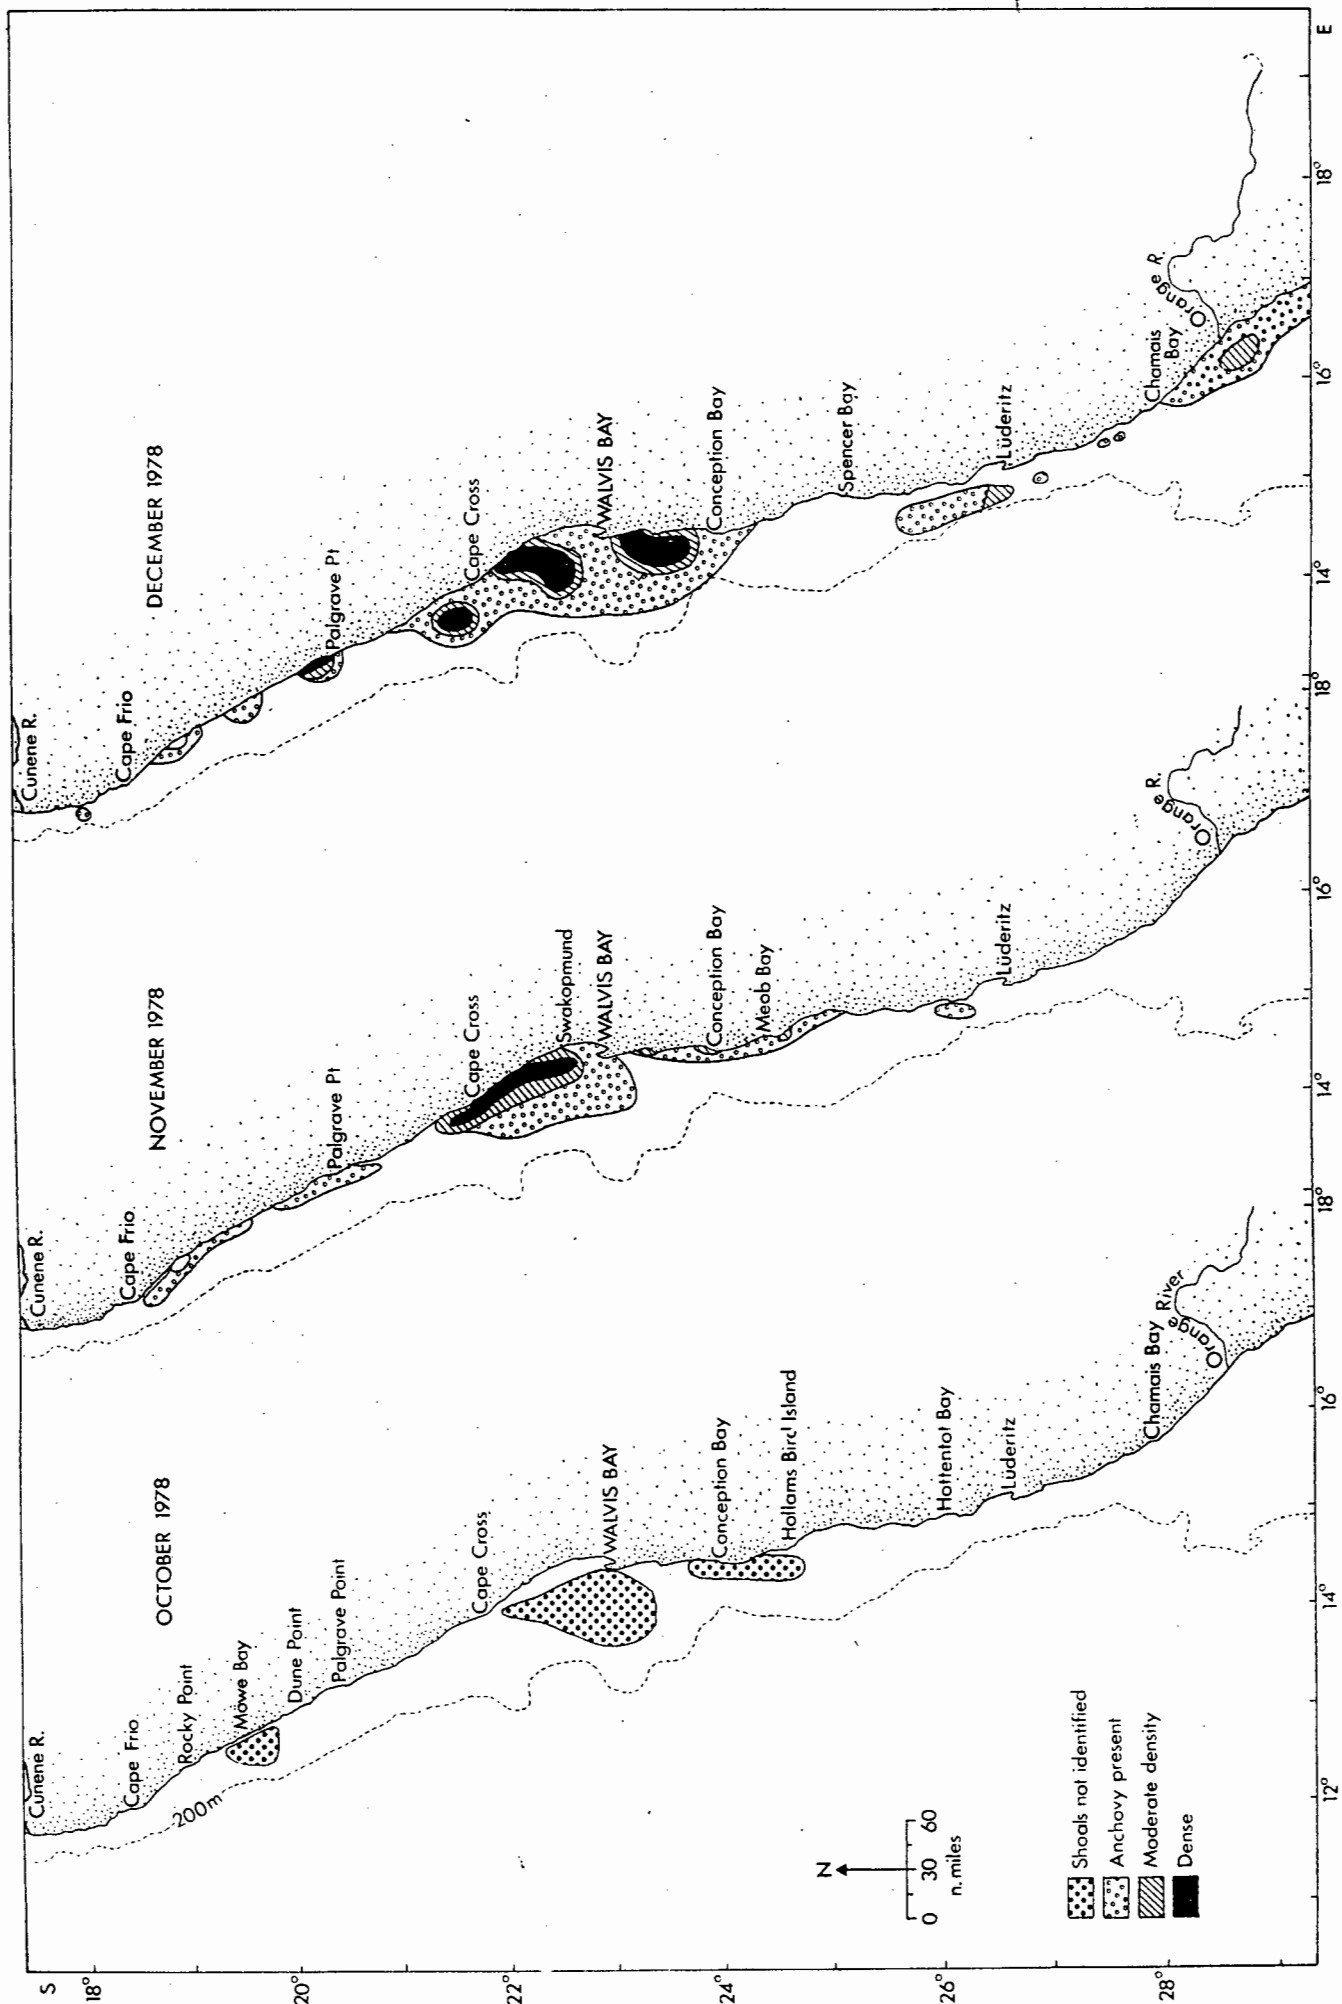 OCTOBER 1978
Cunene R.
Cape Frio
Rocky Point
Mowe Bay
Dune Point
Palgrave Point
Cape Cross
WALVIS BAY
Conception Bay
Hollams Bird Island
Hottentot Bay
Lüderitz
Chamais Bay
Orange River
200m
NOVEMBER 1978
Cunene R.
Cape Frio
Palgrave Pt
Cape Cross
Swakopmund
WALVIS BAY
Conception Bay
Meob Bay
Lüderitz
Orange R.
DECEMBER 1978
Cunene R.
Cape Frio
Palgrave Pt
Cape Cross
WALVIS BAY
Conception Bay
Spencer Bay
Lüderitz
Chamais
Bay
Orange R.
N
0 30 60
n. miles
Shoals not identified
Anchovy present
Moderate density
Dense
S
18°
20°
22°
24°
26°
28°
12°
14°
16°
18°
14°
16°
18°
14°
16°
18°
E